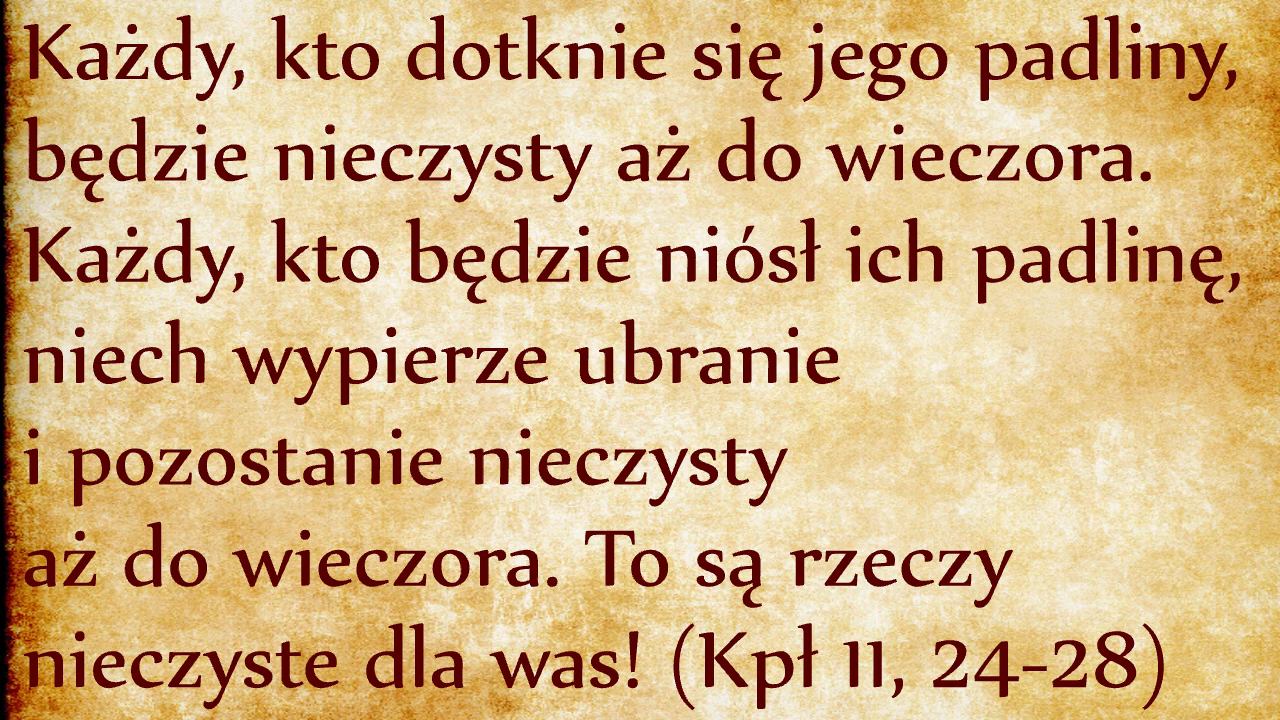 Każdy, kto dotknie się jego padliny,
będzie nieczysty aż do wieczora.
Każdy, kto będzie niósł ich padlinę,
niech wypierze ubranie
i pozostanie nieczysty
aż do wieczora. To są rzeczy
nieczyste dla was! (Kpł 11, 24-28)